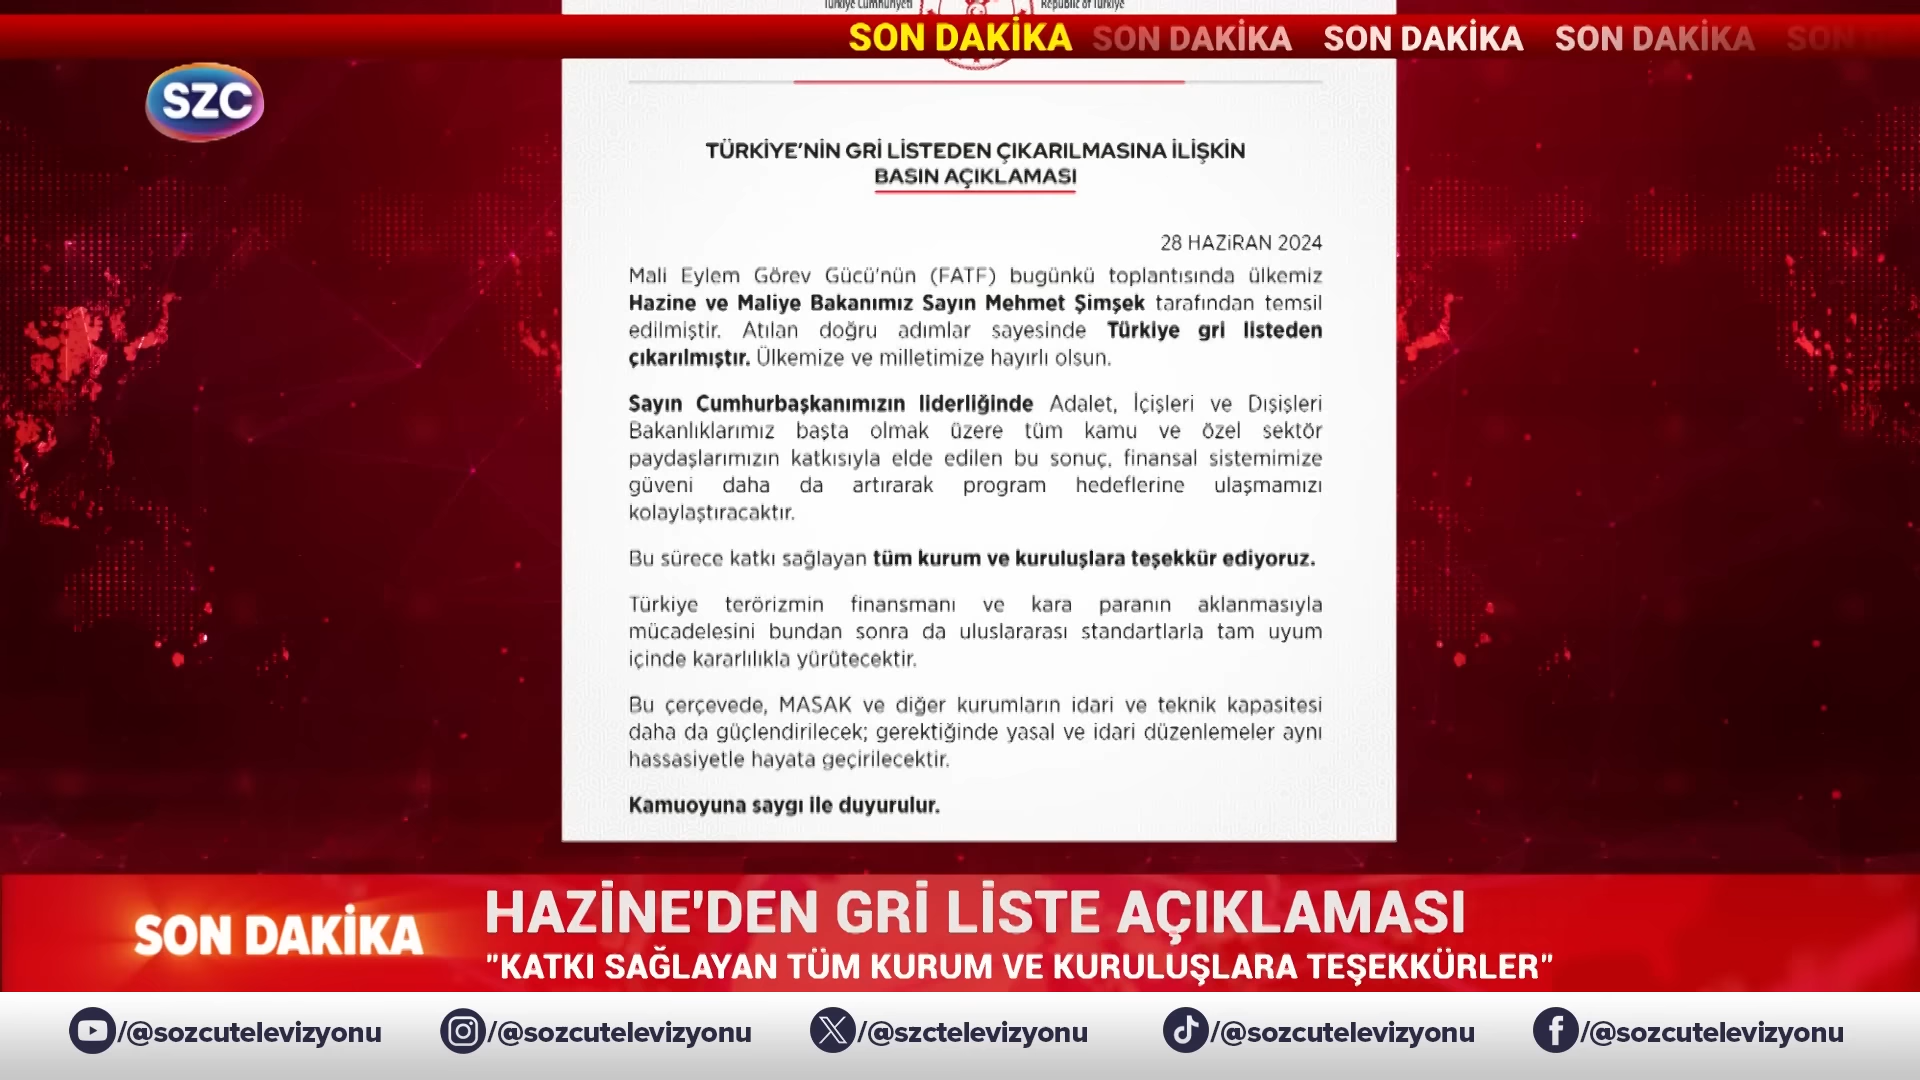 Türkiye Cumhuriyeti
Republic of Türkiye
SON DAKİKA SON DAKİKA SON DAKİKA SON DAKİKA SON
SZC
TÜRKİYE'NİN GRİ LİSTEDEN ÇIKARILMASINA İLİŞKİN
BASIN AÇIKLAMASI
28 HAZiRAN 2024
Mali Eylem Görev Gücü'nün (FATF) bugünkü toplantısında ülkemiz
Hazine ve Maliye Bakanımız Sayın Mehmet Şimşek tarafından temsil
edilmiştir. Atılan doğru adımlar sayesinde Türkiye gri listeden
çıkarılmıştır. Ülkemize ve milletimize hayırlı olsun.
Sayın Cumhurbaşkanımızın liderliğinde Adalet, İçişleri ve Dışişleri
Bakanlıklarımız başta olmak üzere tüm kamu ve özel sektör
paydaşlarımızın katkısıyla elde edilen bu sonuç, finansal sistemimize
güveni daha da artırarak program hedeflerine ulaşmamızı
kolaylaştıracaktır.
Bu sürece katkı sağlayan tüm kurum ve kuruluşlara teşekkür ediyoruz.
Türkiye terörizmin finansmanı ve kara paranın aklanmasıyla
mücadelesini bundan sonra da uluslararası standartlarla tam uyum
içinde kararlılıkla yürütecektir.
Bu çerçevede, MASAK ve diğer kurumların idari ve teknik kapasitesi
daha da güçlendirilecek; gerektiğinde yasal ve idari düzenlemeler aynı
hassasiyetle hayata geçirilecektir.
Kamuoyuna saygı ile duyurulur.
SON DAKİKA
HAZİNE'DEN GRİ LİSTE AÇIKLAMASI
"KATKI SAĞLAYAN TÜM KURUM VE KURULUŞLARA TEŞEKKÜRLER"
/@sozcutelevizyonu /@sozcutelevizyonu /@szctelevizyonu /@sozcutelevizyonu /@sozcutelevizyonu